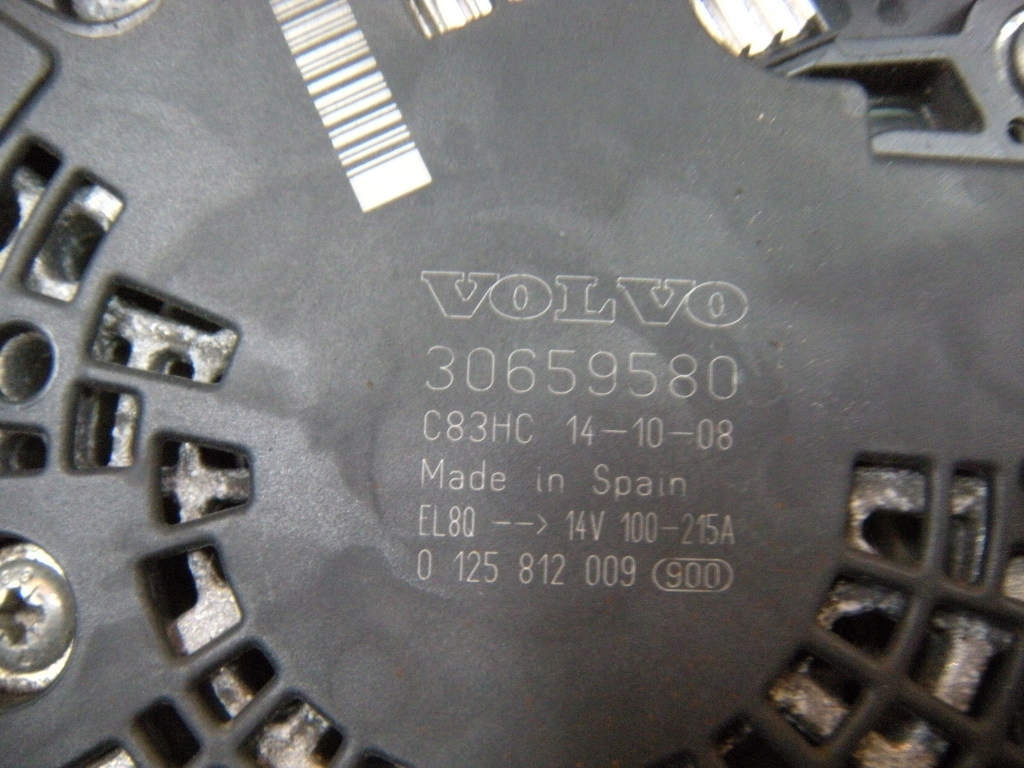 VOLVO
30659580
C83HC 14-10-08
Made in Spain
EL8Q --> 14V 100-215A
0 125 812 009 900